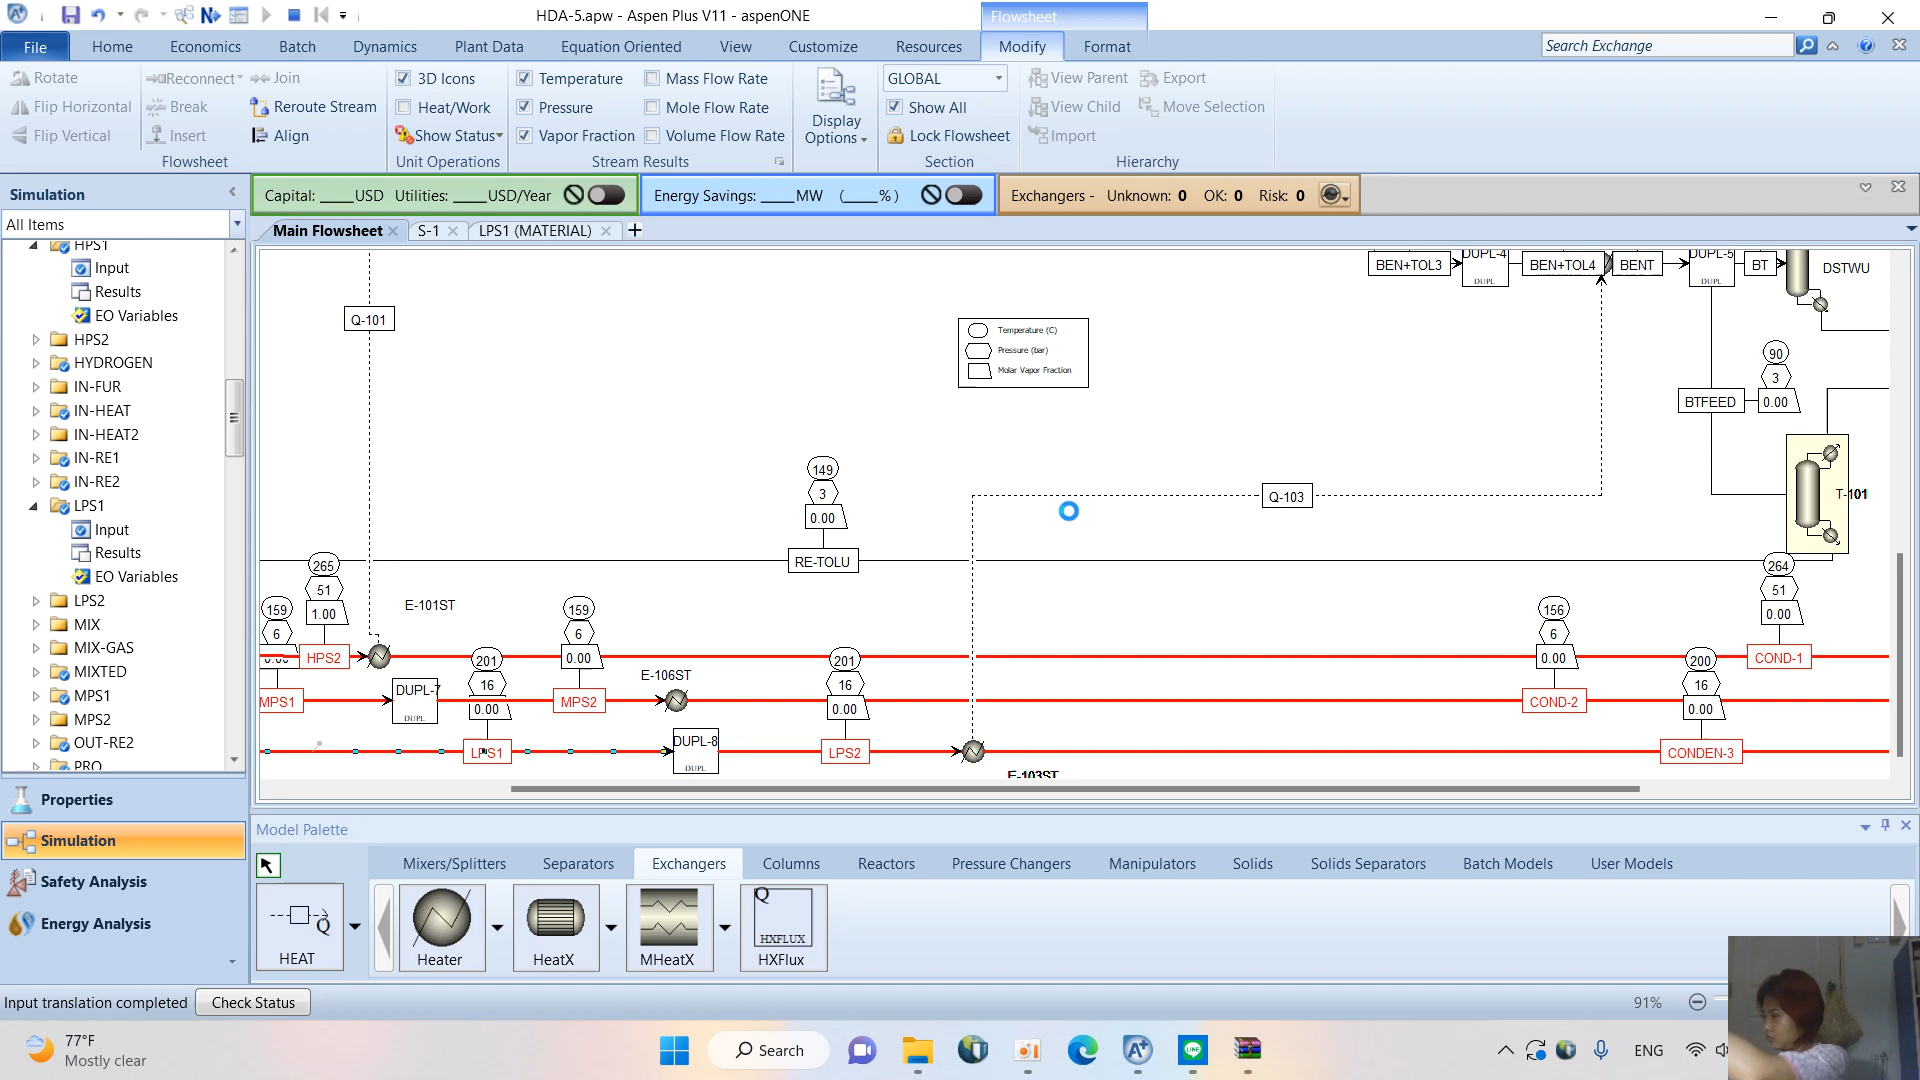 HDA-5.apw - Aspen Plus V11 - aspenONE
Flowsheet
File Home Economics Batch Dynamics Plant Data Equation Oriented View Customize Resources Modify Format
Search Exchange
Rotate
Flip Horizontal
Flip Vertical
Reconnect
Break
Insert
Join
Reroute Stream
Align
Flowsheet
3D Icons
Heat/Work
Show Status
Unit Operations
Temperature
Pressure
Vapor Fraction
Mass Flow Rate
Mole Flow Rate
Volume Flow Rate
Stream Results
Display
Options
GLOBAL
Show All
Lock Flowsheet
Section
View Parent
View Child
Import
Export
Move Selection
Hierarchy
Simulation
All Items
Capital: ____USD Utilities: ____USD/Year
Energy Savings: ____MW (____%)
Exchangers - Unknown: 0 OK: 0 Risk: 0
Main Flowsheet
S-1
LPS1 (MATERIAL)
HPS1
Input
Results
EO Variables
HPS2
HYDROGEN
IN-FUR
IN-HEAT
IN-HEAT2
IN-RE1
IN-RE2
LPS1
Input
Results
EO Variables
LPS2
MIX
MIX-GAS
MIXTED
MPS1
MPS2
OUT-RE2
PRO
Properties
Simulation
Safety Analysis
Energy Analysis
BEN+TOL3
DUPL-4
DUPL
BEN+TOL4
BENT
DUPL-5
DUPL
BT
DSTWU
Q-101
Temperature (C)
Pressure (bar)
Molar Vapor Fraction
90
3
0.00
BTFEED
149
3
0.00
RE-TOLU
Q-103
T-101
265
51
1.00
HPS2
E-101ST
159
6
0.00
MPS1
159
6
0.00
MPS2
DUPL-7
DUPL
201
16
0.00
LPS1
E-106ST
DUPL-8
DUPL
201
16
0.00
LPS2
E-103ST
156
6
0.00
COND-2
200
16
0.00
CONDEN-3
264
51
0.00
COND-1
Model Palette
Mixers/Splitters Separators Exchangers Columns Reactors Pressure Changers Manipulators Solids Solids Separators Batch Models User Models
Q
HEAT
Heater
HeatX
MHeatX
Q
HXFLUX
HXFlux
Input translation completed
Check Status
91%
77°F
Mostly clear
Search
LINE
ENG